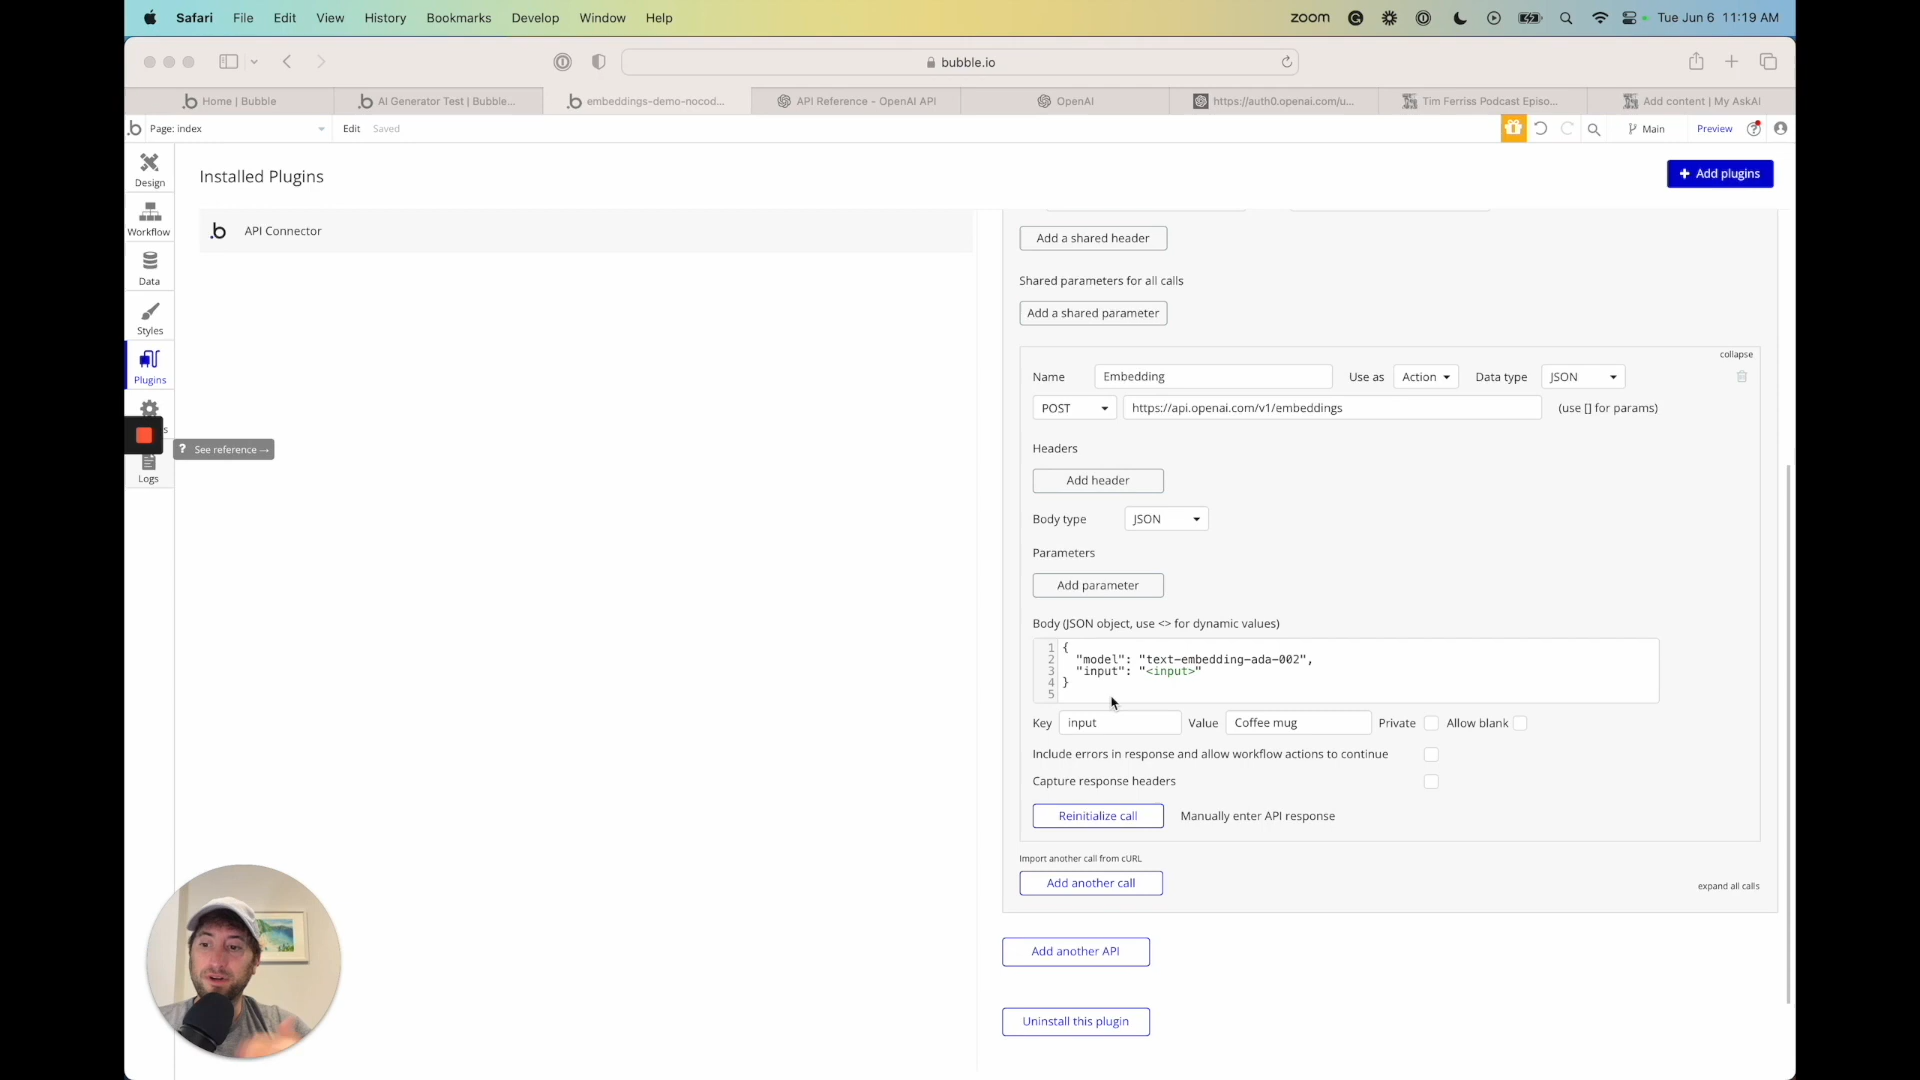 Safari File Edit View History Bookmarks Develop Window Help zoom Tue Jun 6 11:19 AM
bubble.io
Home | Bubble AI Generator Test | Bubble... embeddings-demo-nocod... API Reference - OpenAI API OpenAI https://auth0.openai.com/u... Tim Ferriss Podcast Episo... Add content | My AskAI
Page: index Edit Saved Main Preview
Design
Workflow
Data
Styles
Plugins
s
? See reference →
Logs
Installed Plugins
+ Add plugins
API Connector
Add a shared header
Shared parameters for all calls
Add a shared parameter
collapse
Name Embedding Use as Action Data type JSON
POST https://api.openai.com/v1/embeddings (use [] for params)
Headers
Add header
Body type JSON
Parameters
Add parameter
Body (JSON object, use <> for dynamic values)
1 {
2 "model": "text-embedding-ada-002",
3 "input": "<input>"
4 }
5
Key input Value Coffee mug Private Allow blank
Include errors in response and allow workflow actions to continue
Capture response headers
Reinitialize call Manually enter API response
Import another call from cURL
Add another call
expand all calls
Add another API
Uninstall this plugin